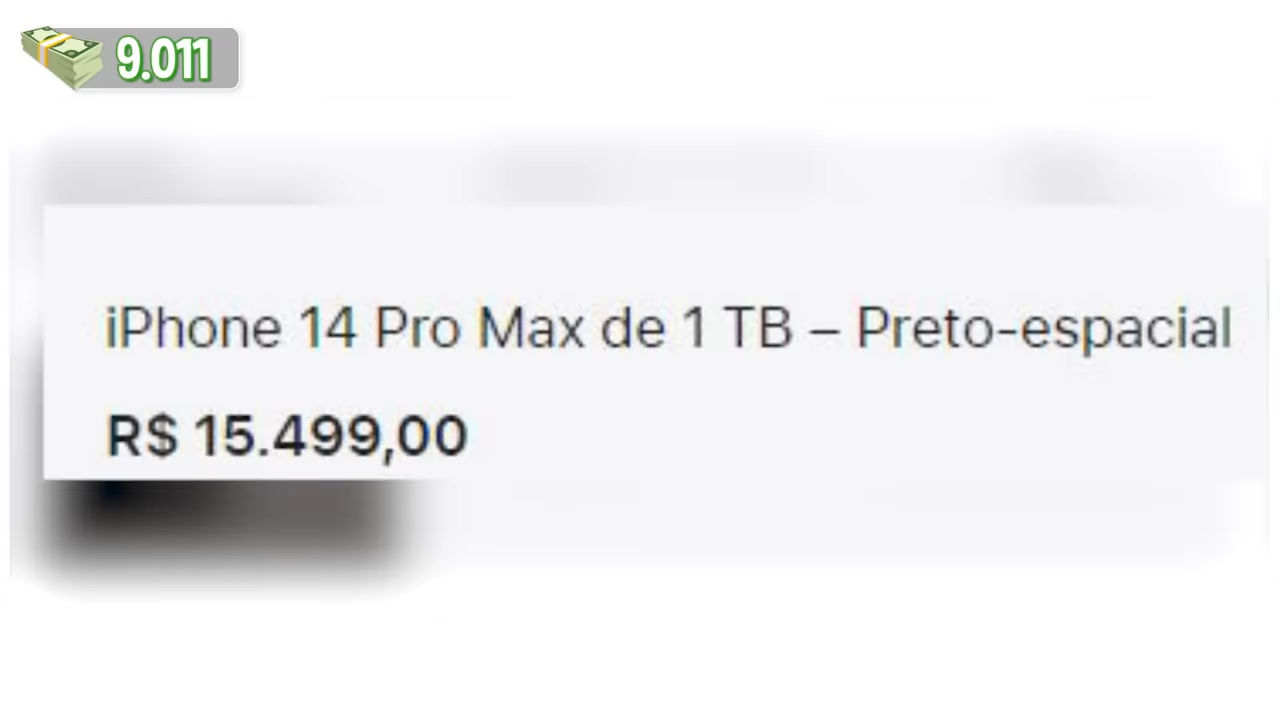 9.011
iPhone 14 Pro Max de 1 TB – Preto-espacial
R$ 15.499,00